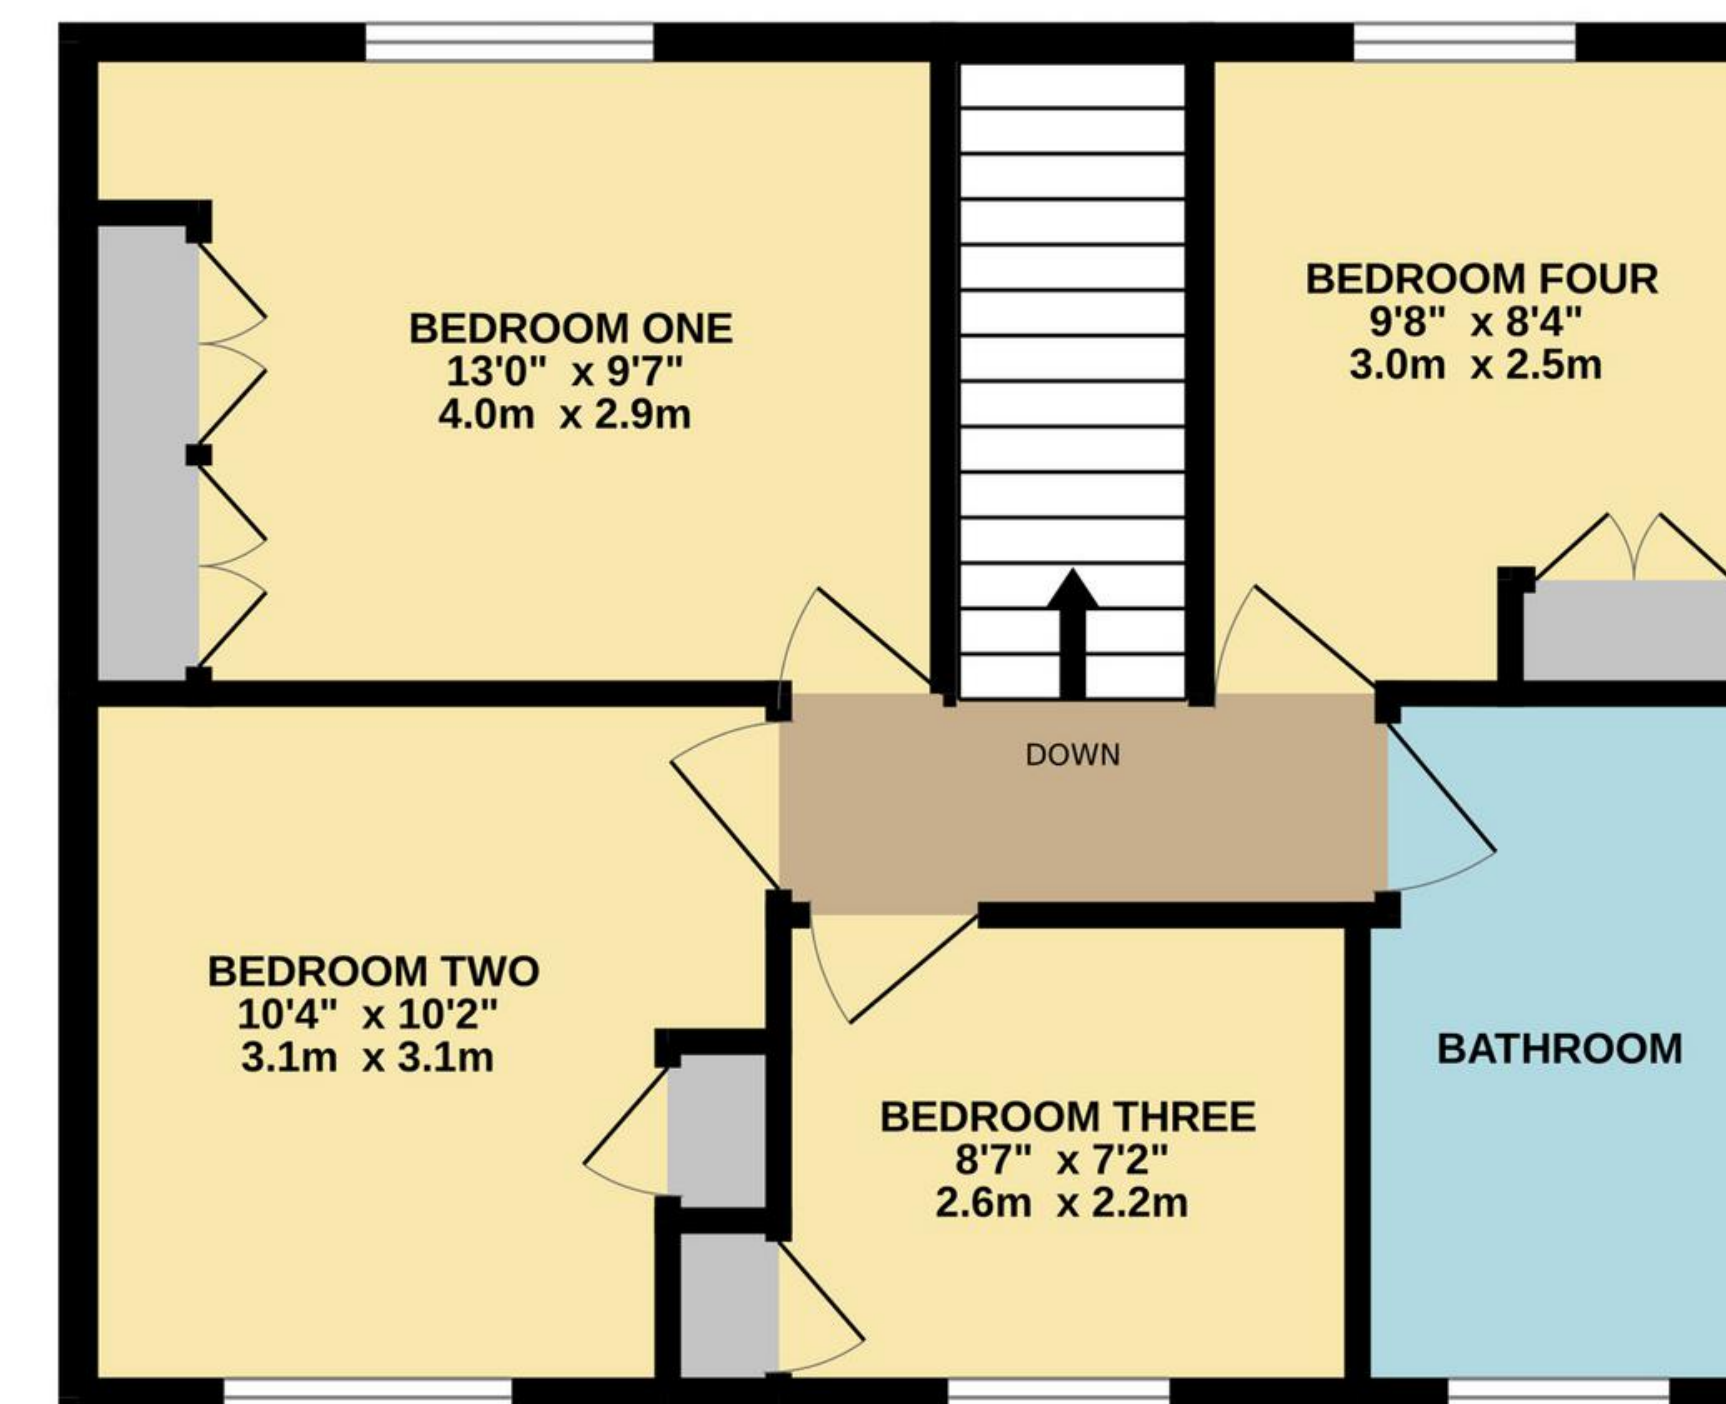 BEDROOM ONE
13'0"  x 9'7"
4.0m  x 2.9m
BEDROOM FOUR
9'8"  x 8'4"
3.0m  x 2.5m
DOWN
BEDROOM TWO
10'4"  x 10'2"
3.1m  x 3.1m
BEDROOM THREE
8'7"  x 7'2"
2.6m  x 2.2m
BATHROOM